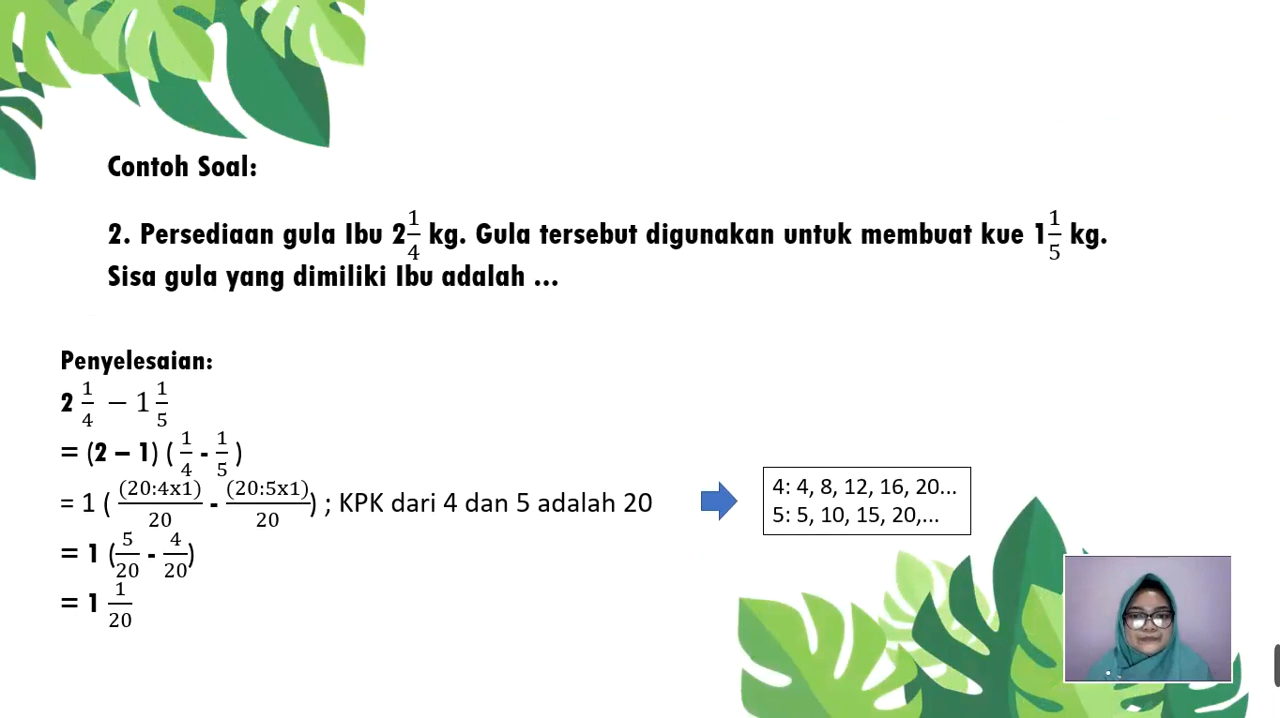 Contoh Soal:
2. Persediaan gula Ibu 2 1/4 kg. Gula tersebut digunakan untuk membuat kue 1 1/5 kg.
Sisa gula yang dimiliki Ibu adalah ...
Penyelesaian:
2 1/4 − 1 1/5
= (2 – 1) ( 1/4 - 1/5 )
= 1 ( (20:4x1)/20 - (20:5x1)/20 ) ; KPK dari 4 dan 5 adalah 20
4: 4, 8, 12, 16, 20...
5: 5, 10, 15, 20,...
= 1 (5/20 - 4/20)
= 1 1/20